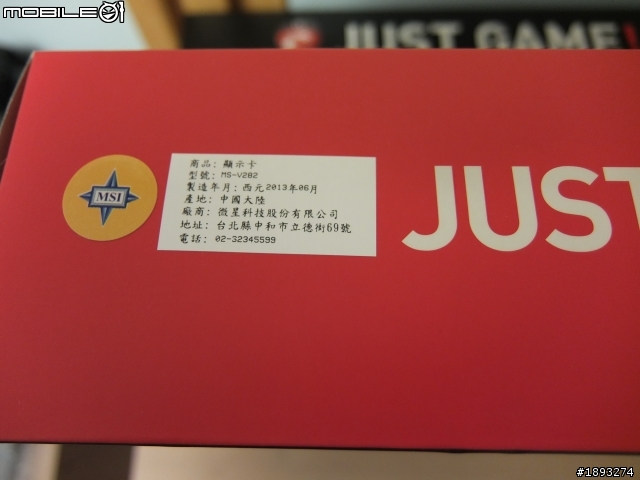 MOBILE01
JUST GAME!
商品: 顯示卡
型號: MS-V282
製造年月: 西元2013年06月
產地: 中國大陸
廠商: 微星科技股份有限公司
地址: 台北縣中和市立德街69號
電話: 02-32345599
MSI
JUST
#1893274